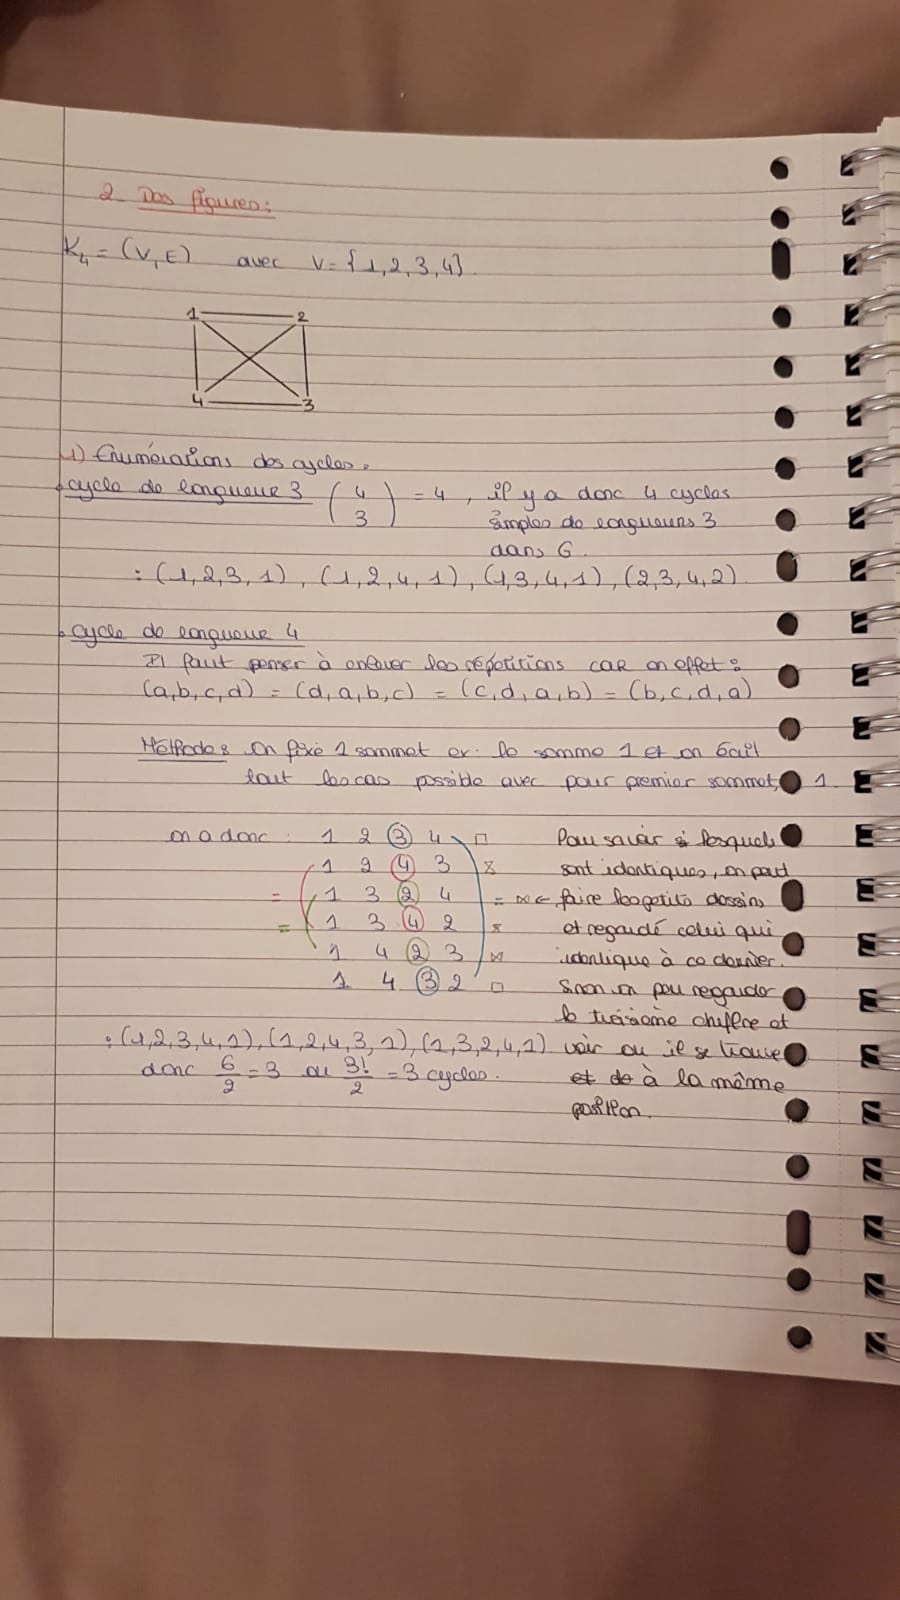 2. Des figures:
K4 = (V, E) avec V = {1, 2, 3, 4}.
1 2
4 3
1) Enumérations des cycles.
cycle de longueur 3 (4 3) = 4, il y a donc 4 cycles
simples de longueurs 3
dans G.
: (1, 2, 3, 1), (1, 2, 4, 1), (1, 3, 4, 1), (2, 3, 4, 2)
cycle de longueur 4
Il faut penser à enlever les répétitions car en effet :
(a, b, c, d) = (d, a, b, c) = (c, d, a, b) = (b, c, d, a)
Méthode : on fixe 1 sommet ex. le somme 1 et on écrit
tout les cas possible avec pour premier sommet, 1.
on a donc : 1 2 3 4 □
1 2 4 3
= 1 3 2 4 =
= 1 3 4 2
1 4 2 3
1 4 3 2 □
Pour savoir lesquels
sont identiques, on peut
faire les petits dessins
et regardé celui qui
identique à ce dernier.
Sinon on peu regarder
le troisième chiffre et
voir ou il se trouve
et de à la même
position.
: (1,2,3,4,1), (1,2,4,3,1), (1,3,2,4,1)
donc 6/2 = 3 ou 3!/2 = 3 cycles.